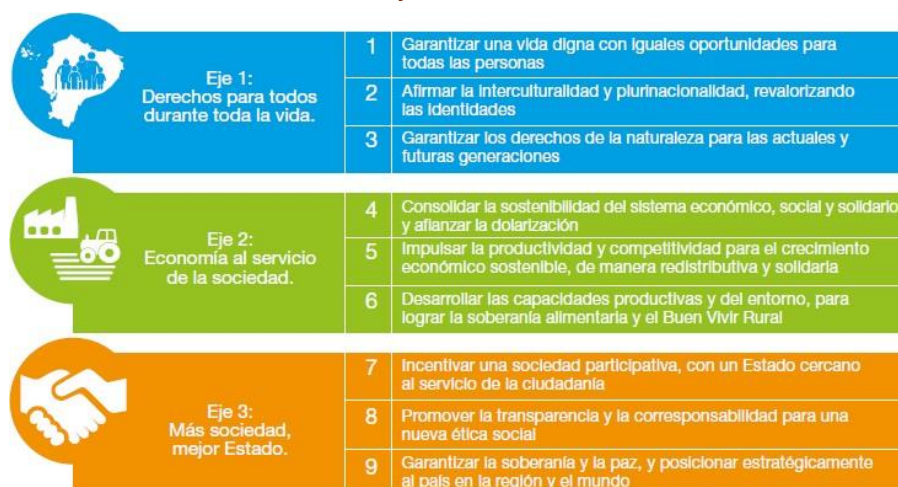 Eje 1:
Derechos para todos
durante toda la vida.
1 Garantizar una vida digna con iguales oportunidades para
todas las personas
2 Afirmar la interculturalidad y plurinacionalidad, revalorizando
las identidades
3 Garantizar los derechos de la naturaleza para las actuales y
futuras generaciones
Eje 2:
Economía al servicio
de la sociedad.
4 Consolidar la sostenibilidad del sistema económico, social y solidario
y afianzar la dolarización
5 Impulsar la productividad y competitividad para el crecimiento
económico sostenible, de manera redistributiva y solidaria
6 Desarrollar las capacidades productivas y del entorno, para
lograr la soberanía alimentaria y el Buen Vivir Rural
Eje 3:
Más sociedad,
mejor Estado.
7 Incentivar una sociedad participativa, con un Estado cercano
al servicio de la ciudadanía
8 Promover la transparencia y la corresponsabilidad para una
nueva ética social
9 Garantizar la soberanía y la paz, y posicionar estratégicamente
al país en la región y el mundo